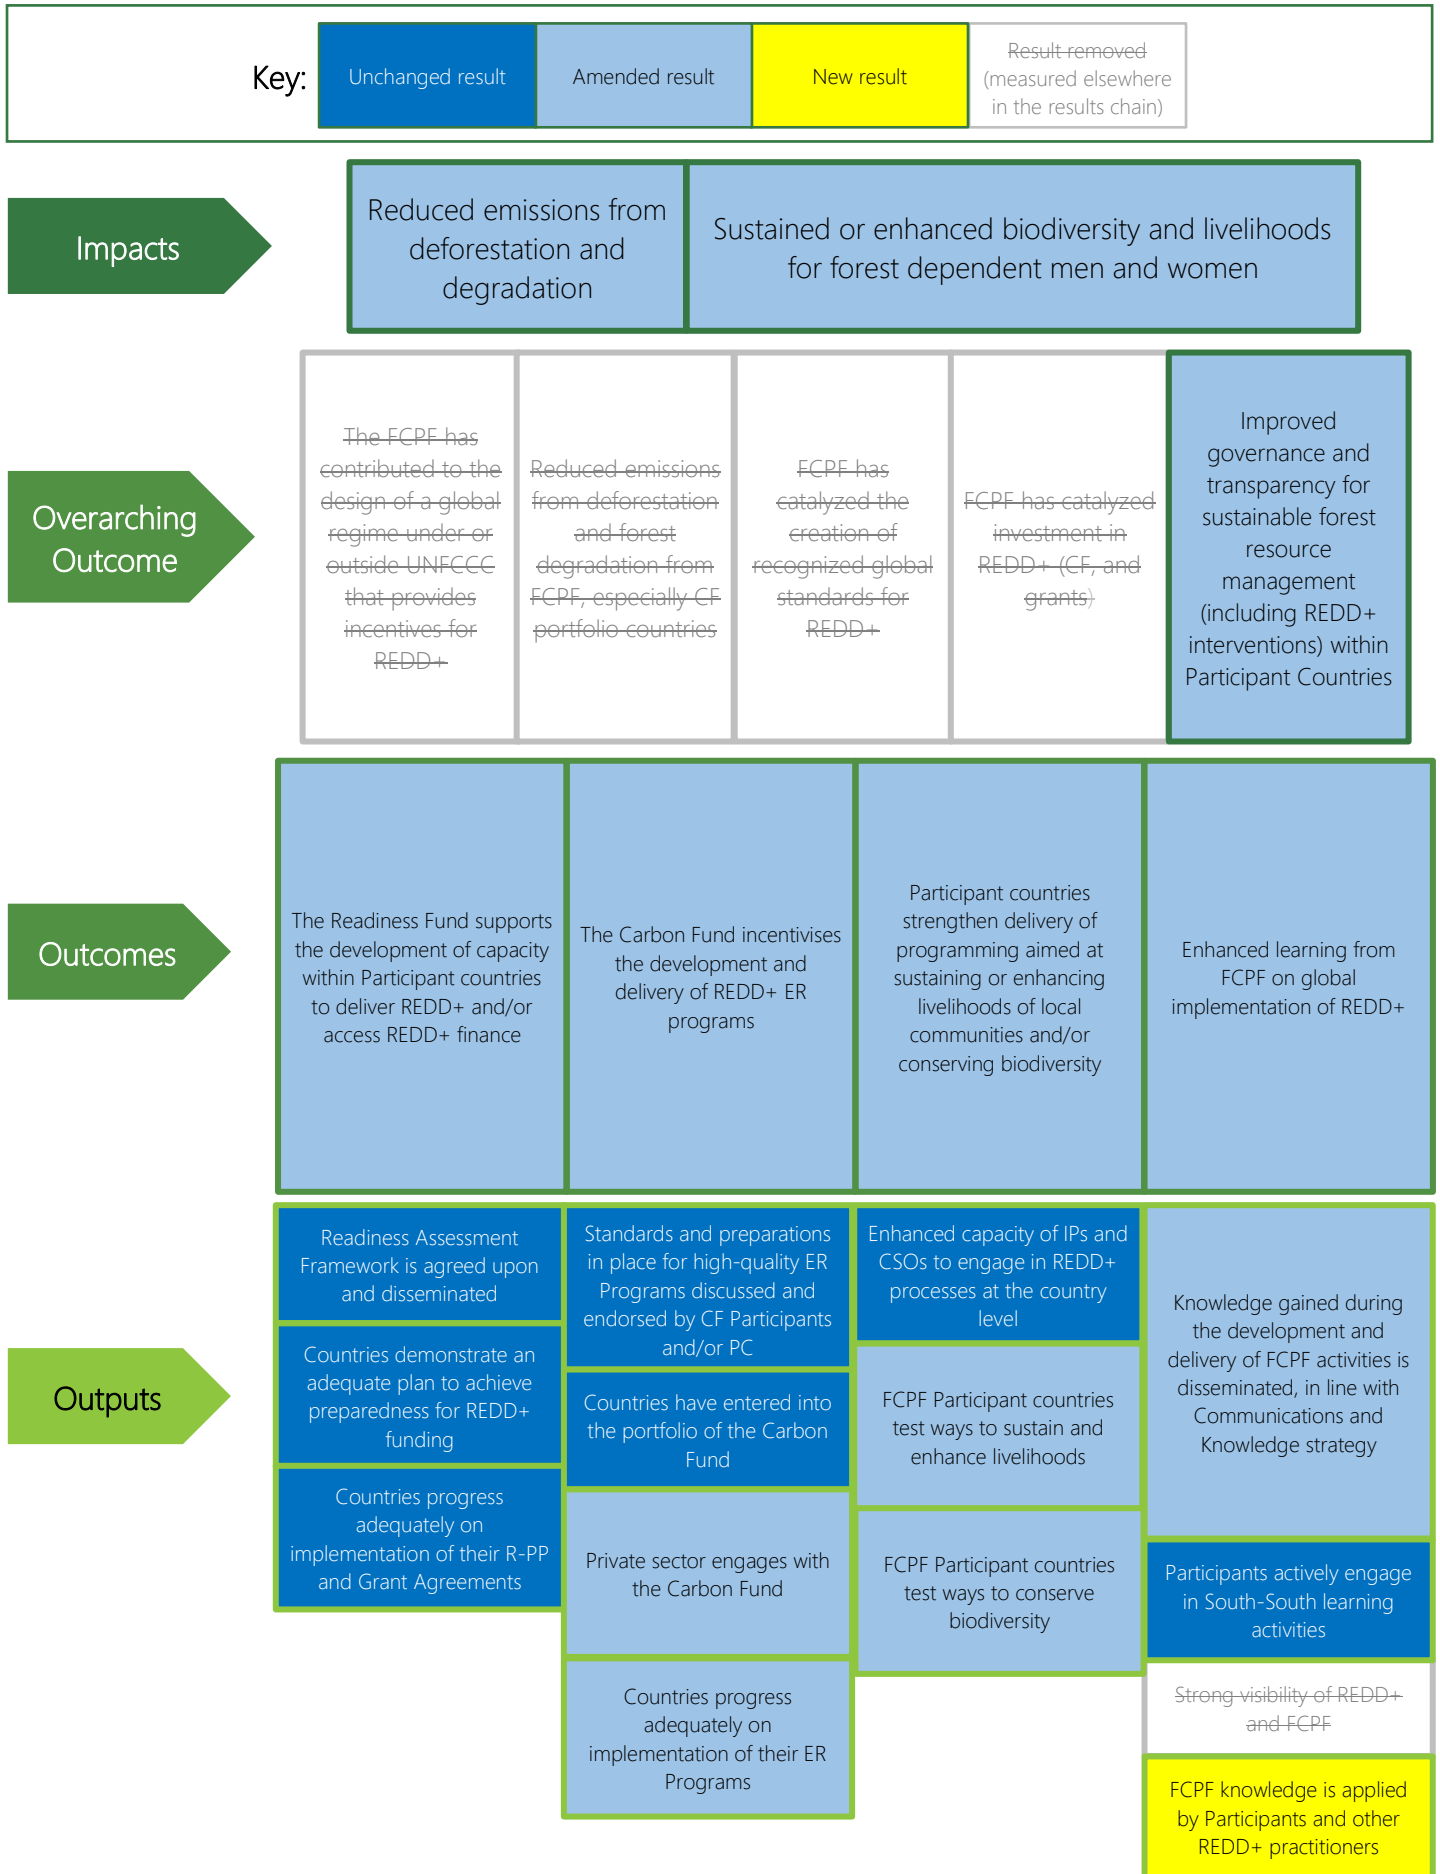 Key:
Unchanged result
Amended result
New result
Result removed
(measured elsewhere
in the results chain)
Impacts
Reduced emissions from
deforestation and
degradation
Sustained or enhanced biodiversity and livelihoods
for forest dependent men and women
Overarching
Outcome
The FCPF has
contributed to the
design of a global
regime under or
outside UNFCCC
that provides
incentives for
REDD+
Reduced emissions
from deforestation
and forest
degradation from
FCPF, especially CF
portfolio countries
FCPF has
catalyzed the
creation of
recognized global
standards for
REDD+
FCPF has catalyzed
investment in
REDD+ (CF, and
grants)
Improved
governance and
transparency for
sustainable forest
resource
management
(including REDD+
interventions) within
Participant Countries
Outcomes
The Readiness Fund supports
the development of capacity
within Participant countries
to deliver REDD+ and/or
access REDD+ finance
The Carbon Fund incentivises
the development and
delivery of REDD+ ER
programs
Participant countries
strengthen delivery of
programming aimed at
sustaining or enhancing
livelihoods of local
communities and/or
conserving biodiversity
Enhanced learning from
FCPF on global
implementation of REDD+
Outputs
Readiness Assessment
Framework is agreed upon
and disseminated
Countries demonstrate an
adequate plan to achieve
preparedness for REDD+
funding
Countries progress
adequately on
implementation of their R-PP
and Grant Agreements
Standards and preparations
in place for high-quality ER
Programs discussed and
endorsed by CF Participants
and/or PC
Countries have entered into
the portfolio of the Carbon
Fund
Private sector engages with
the Carbon Fund
Countries progress
adequately on
implementation of their ER
Programs
Enhanced capacity of IPs and
CSOs to engage in REDD+
processes at the country
level
FCPF Participant countries
test ways to sustain and
enhance livelihoods
FCPF Participant countries
test ways to conserve
biodiversity
Knowledge gained during
the development and
delivery of FCPF activities is
disseminated, in line with
Communications and
Knowledge strategy
Participants actively engage
in South-South learning
activities
Strong visibility of REDD+
and FCPF
FCPF knowledge is applied
by Participants and other
REDD+ practitioners